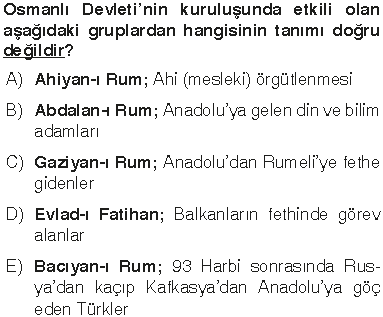 Osmanlı Devleti'nin kuruluşunda etkili olan
aşağıdaki gruplardan hangisinin tanımı doğru
değildir?
A) Ahiyan-ı Rum; Ahi (mesleki) örgütlenmesi
B) Abdalan-ı Rum; Anadolu'ya gelen din ve bilim
adamları
C) Gaziyan-ı Rum; Anadolu'dan Rumeli'ye fethe
gidenler
D) Evlad-ı Fatihan; Balkanların fethinde görev
alanlar
E) Bacıyan-ı Rum; 93 Harbi sonrasında Rus-
ya'dan kaçıp Kafkasya'dan Anadolu'ya göç
eden Türkler